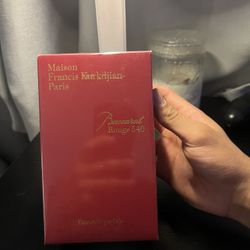 Maison
Francis Kurkdjian
Paris
Baccarat
Rouge 540